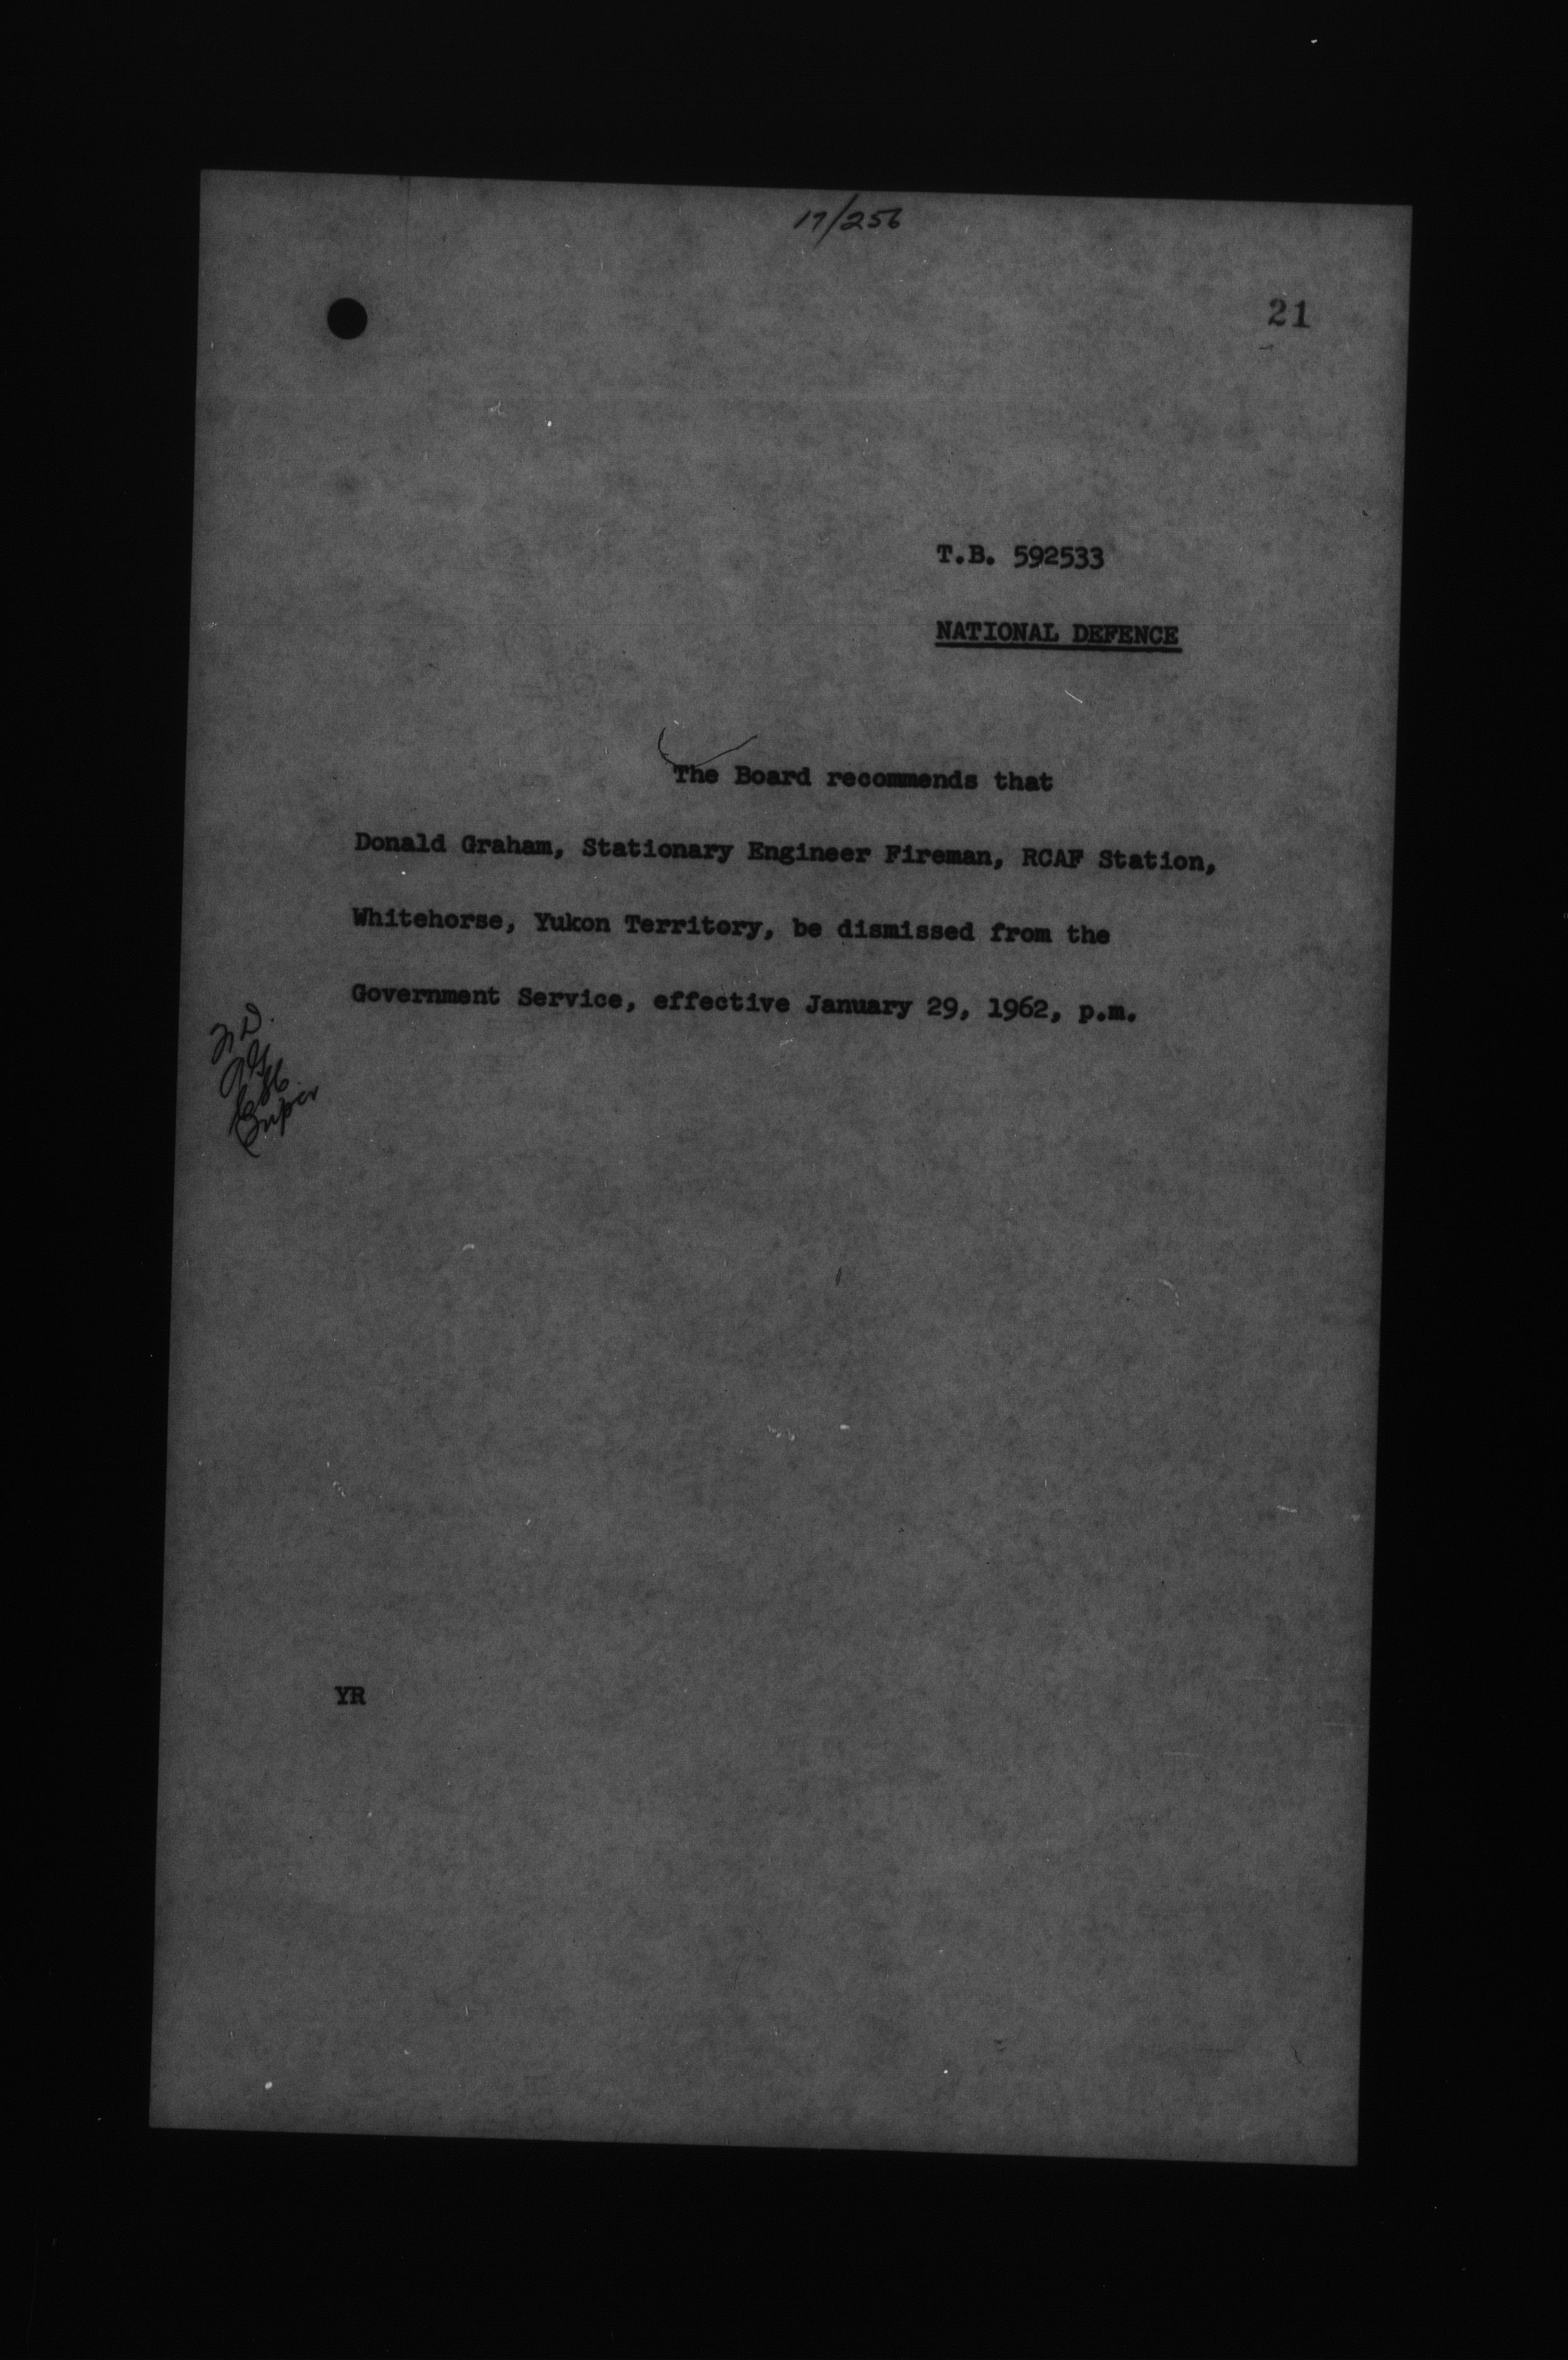 17/256
21
T.B. 592533
NATIONAL DEFENCE
The Board recommends that
Donald Graham, Stationary Engineer Fireman, RCAF Station,
Whitehorse, Yukon Territory, be dismissed from the
Government Service, effective January 29, 1962, p.m.
N.D.
Super
YR